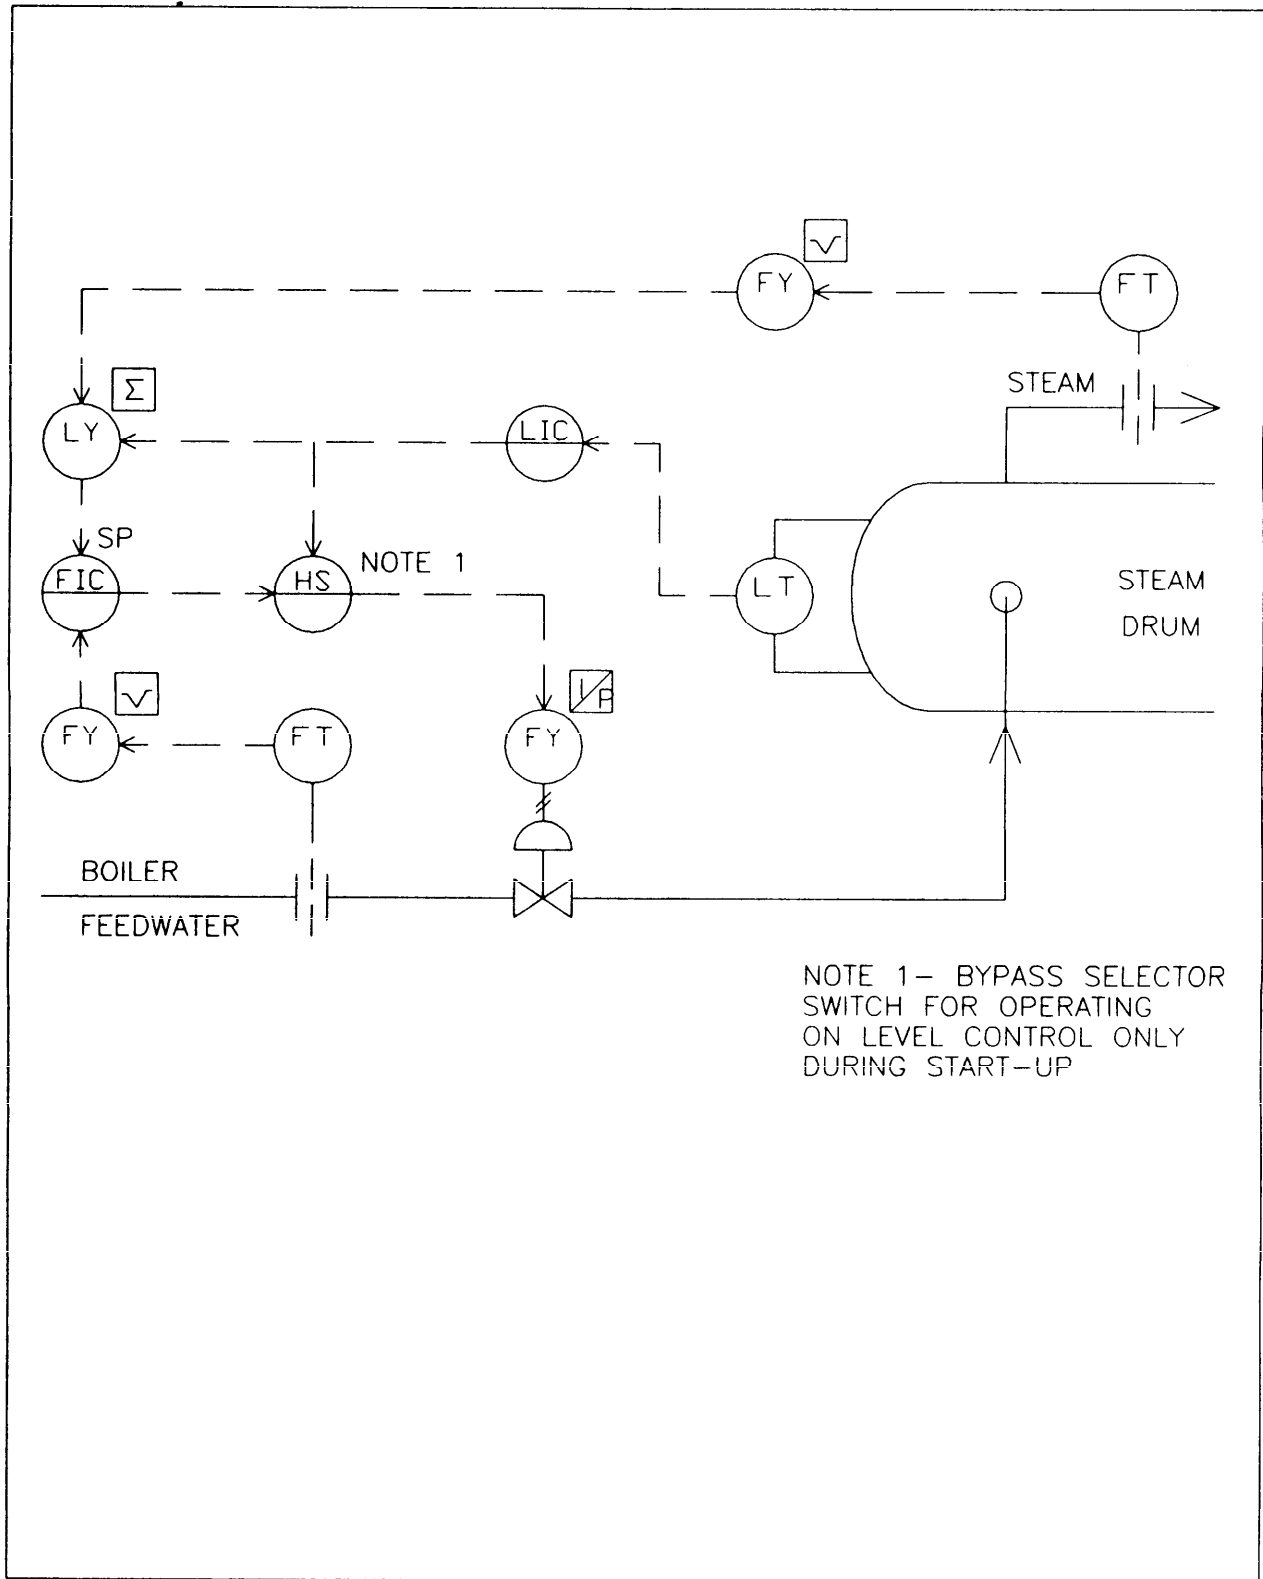 FY
FT
STEAM
Σ
LY
LIC
SP
FIC
HS
NOTE 1
LT
STEAM
DRUM
I/P
FY
FT
FY
BOILER
FEEDWATER
NOTE 1– BYPASS SELECTOR
SWITCH FOR OPERATING
ON LEVEL CONTROL ONLY
DURING START–UP